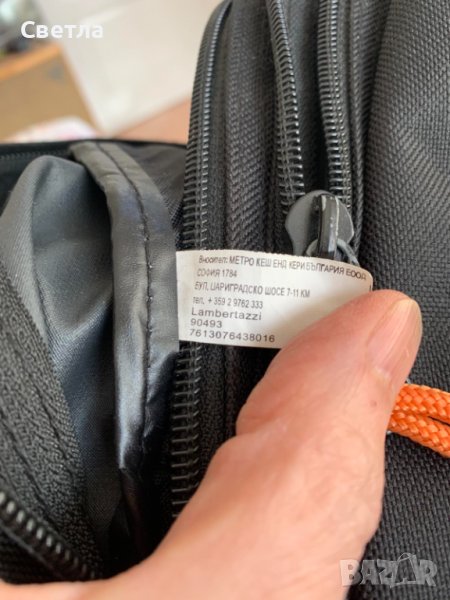 Светла
Вносител: МЕТРО КЕШ ЕНД КЕРИ БЪЛГАРИЯ ЕООД
СОФИЯ 1784
БУЛ. ЦАРИГРАДСКО ШОСЕ 7-11 КМ
тел. + 359 2 9762 333
Lambertazzi
90493
7613076438016
BAZAR